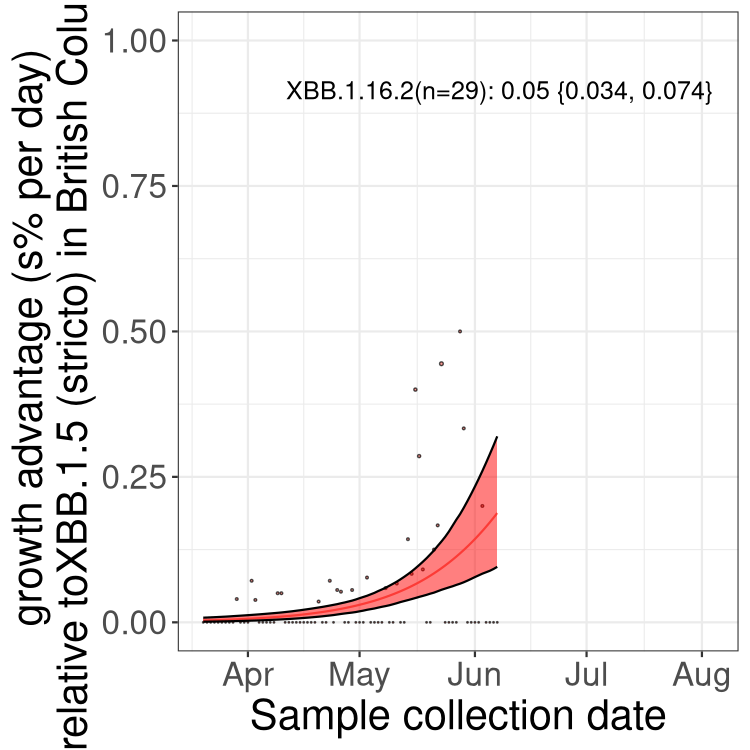 growth advantage (s% per day)
relative toXBB.1.5 (stricto) in British Colu
1.00
0.75
0.50
0.25
0.00
XBB.1.16.2(n=29): 0.05 {0.034, 0.074}
Apr May Jun Jul Aug
Sample collection date